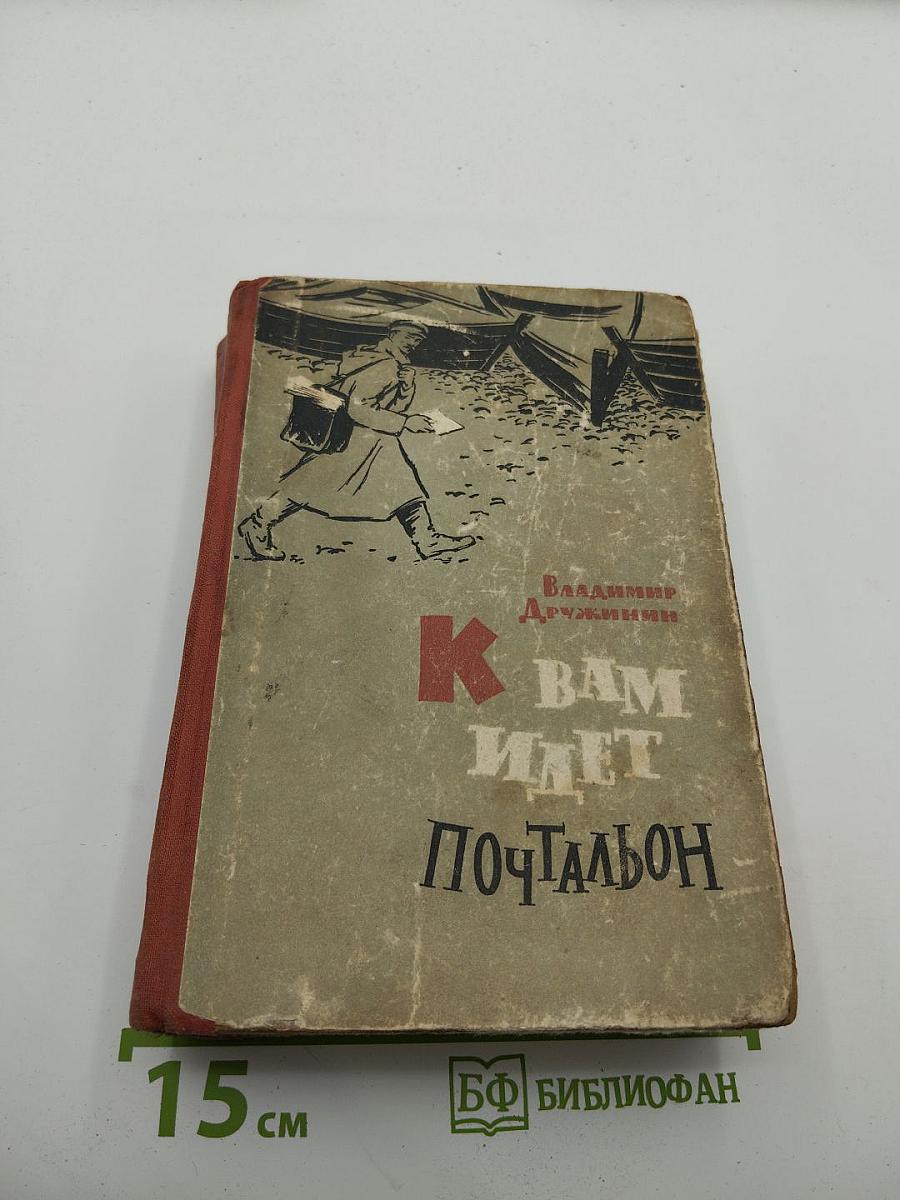 Владимир
Дружинин
К ВАМ
ИДЕТ
ПОЧТАЛЬОН
15 см
БФ БИБЛИОФАН